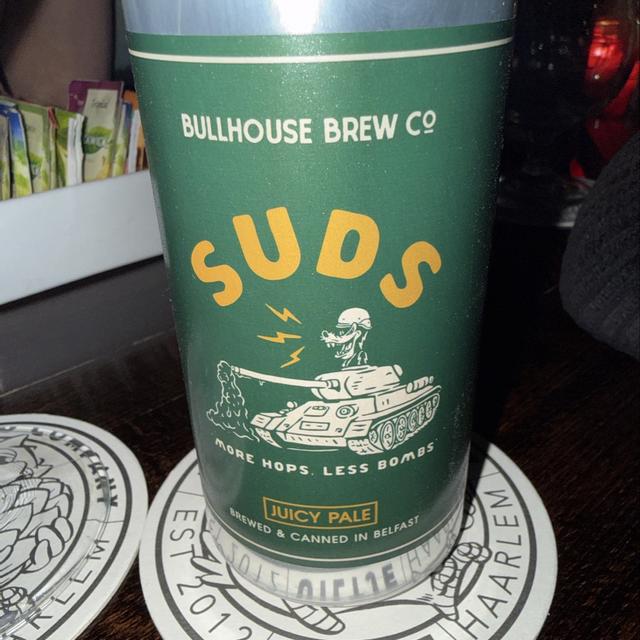 BULLHOUSE BREW Cº
SUDS
MORE HOPS. LESS BOMBS
JUICY PALE
BREWED & CANNED IN BELFAST
EST 2012
HAARLEM